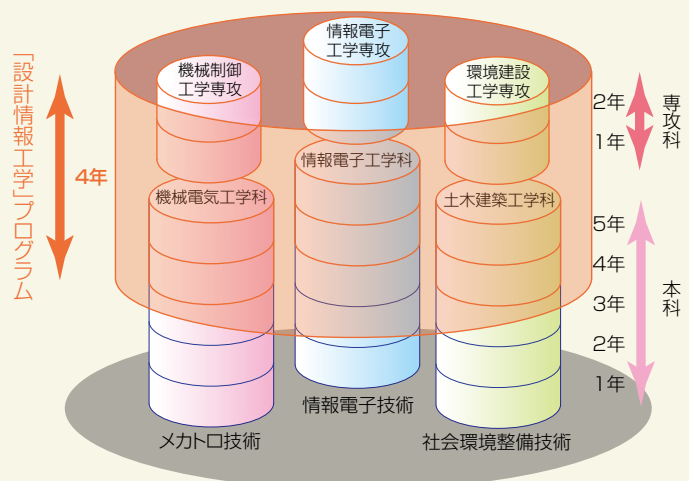 「設計情報工学」プログラム
4年
情報電子
工学専攻
機械制御
工学専攻
環境建設
工学専攻
2年
1年
専攻科
情報電子工学科
機械電気工学科
土木建築工学科
5年
4年
3年
2年
1年
本科
メカトロ技術
情報電子技術
社会環境整備技術